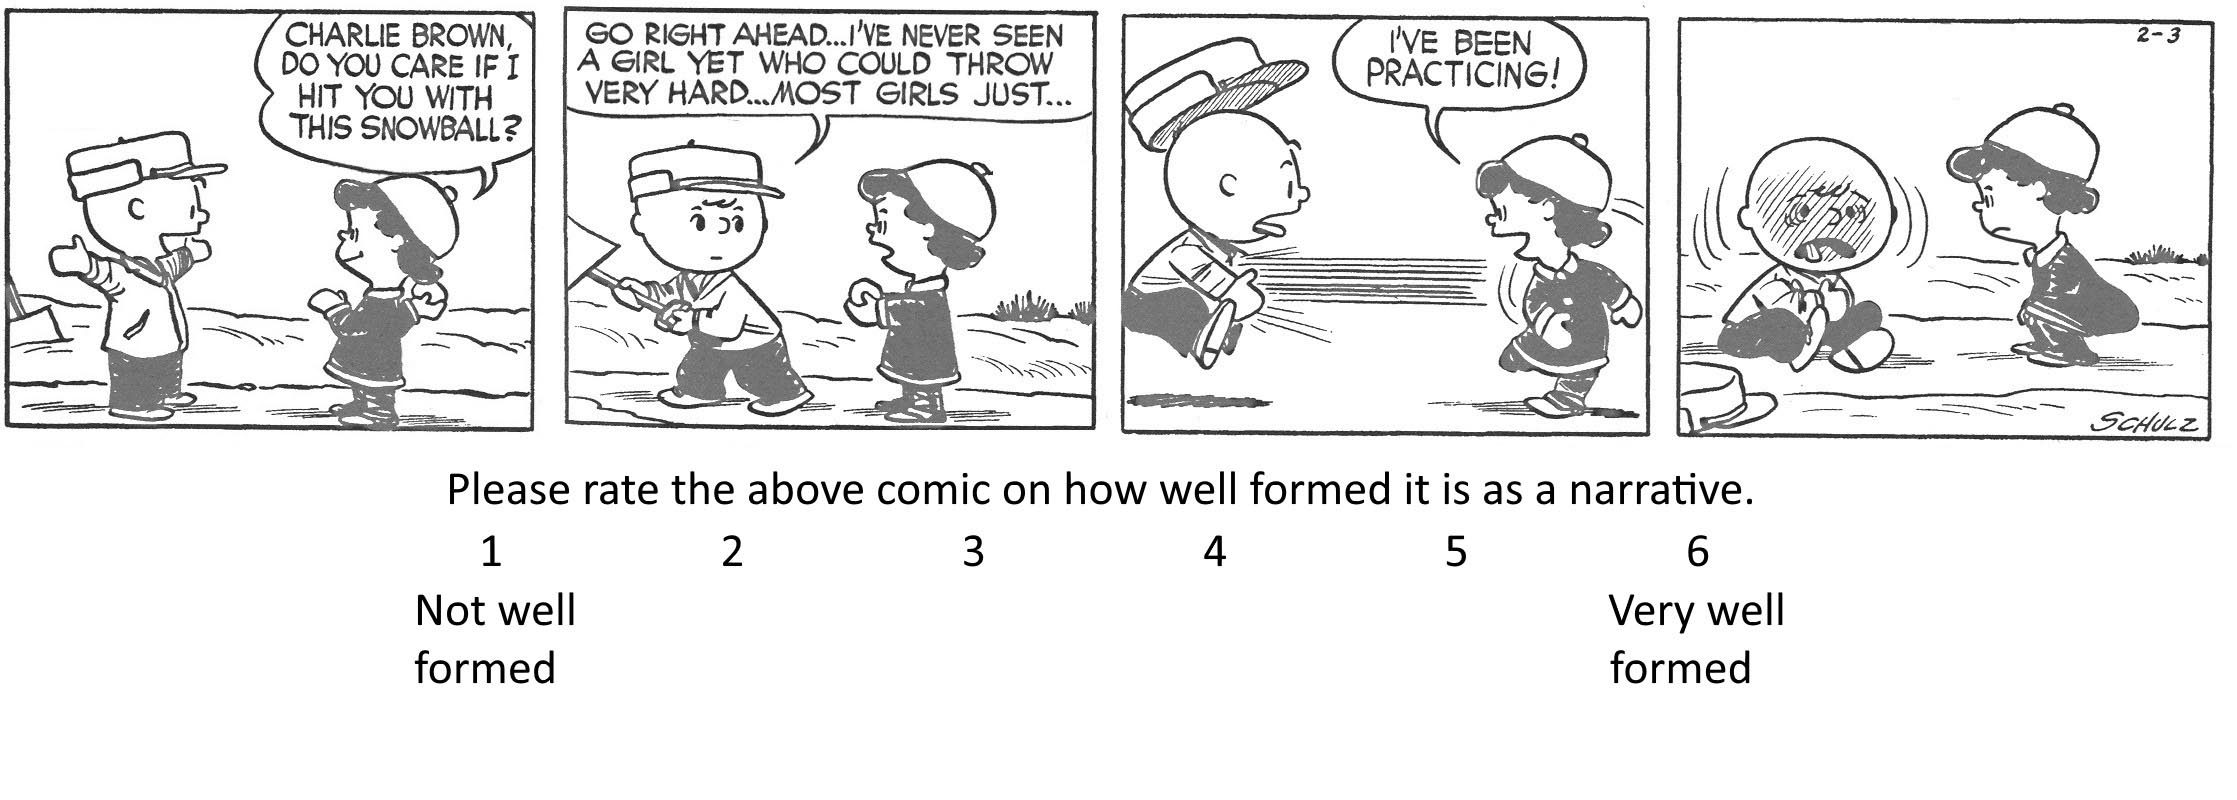 CHARLIE BROWN,
DO YOU CARE IF I
HIT YOU WITH
THIS SNOWBALL?
GO RIGHT AHEAD...I'VE NEVER SEEN
A GIRL YET WHO COULD THROW
VERY HARD...MOST GIRLS JUST...
I'VE BEEN
PRACTICING!
2-3
SCHULZ
Please rate the above comic on how well formed it is as a narrative.
1 2 3 4 5 6
Not well
formed
Very well
formed